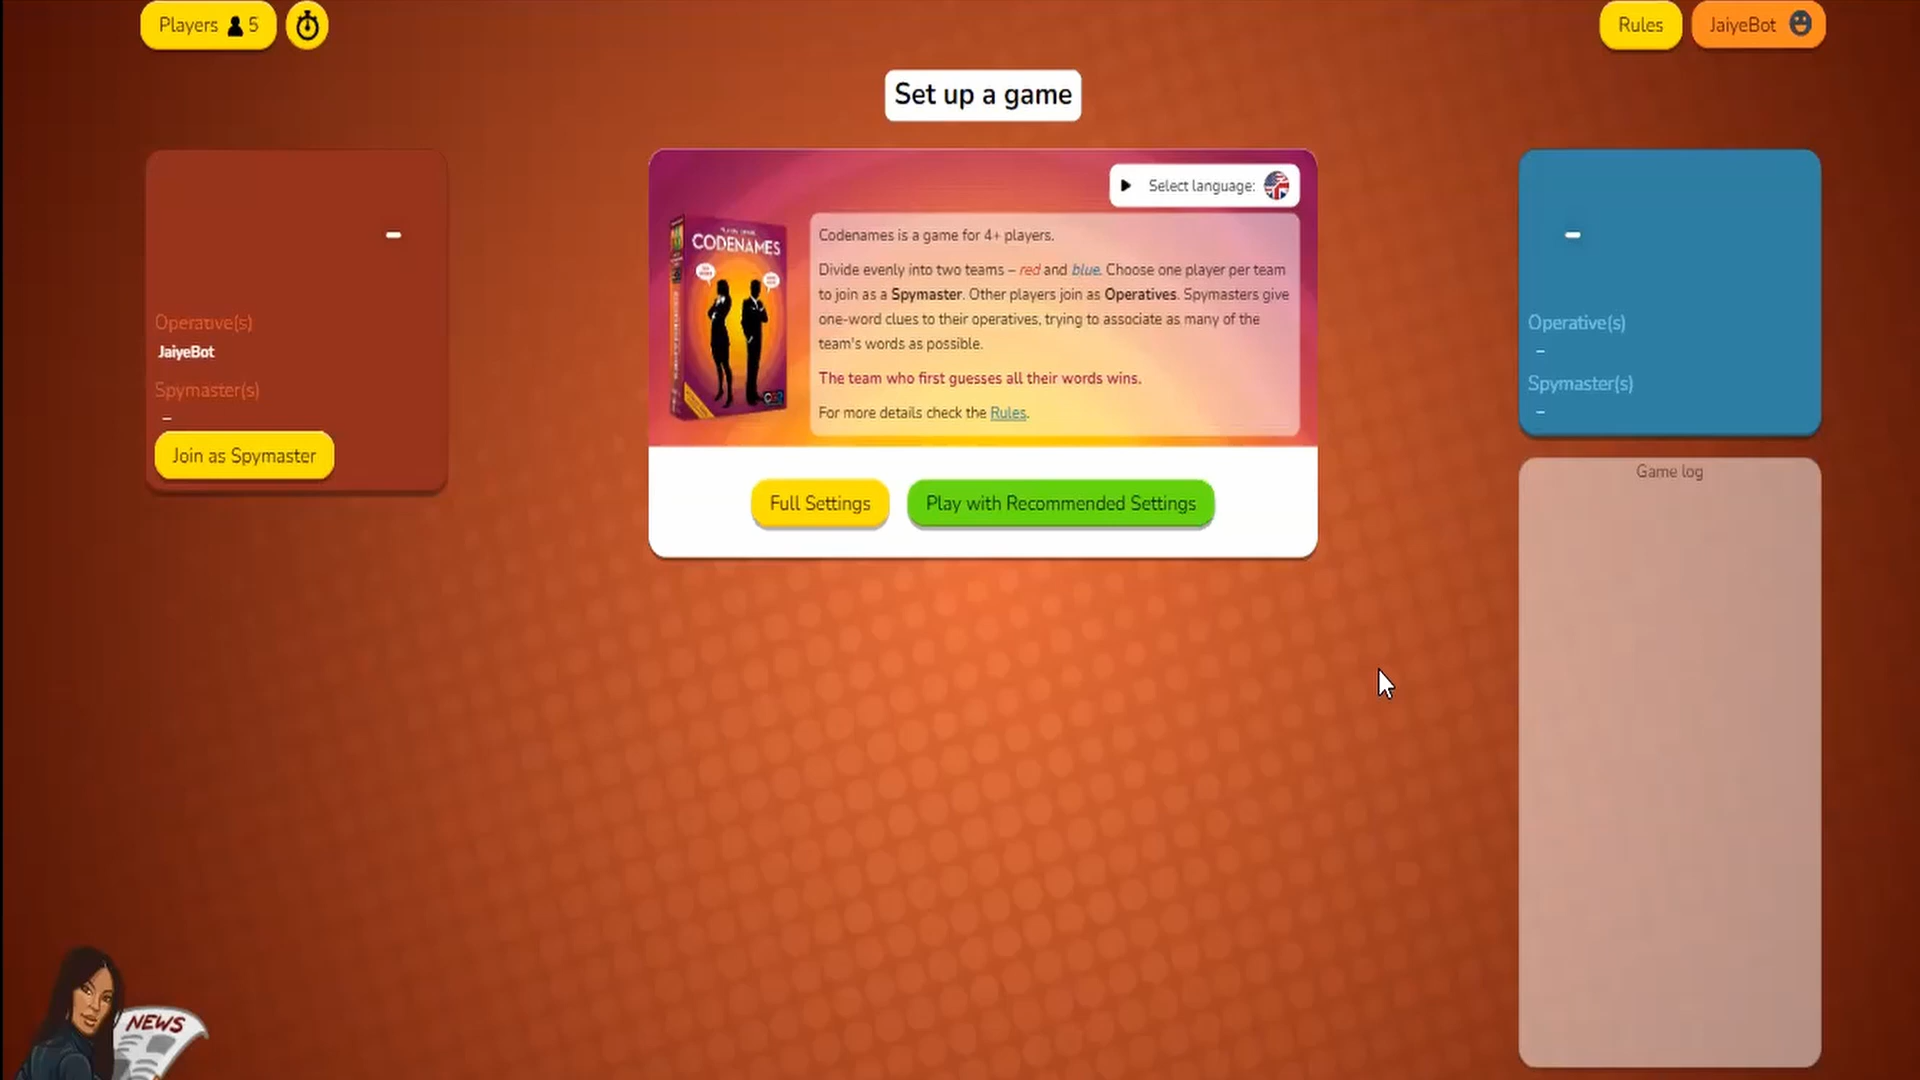 Players 5
Rules
JaiyeBot
Set up a game
-
Operative(s)
JaiyeBot
Spymaster(s)
–
Join as Spymaster
Select language:
CODENAMES
Codenames is a game for 4+ players.
Divide evenly into two teams – red and blue. Choose one player per team
to join as a Spymaster. Other players join as Operatives. Spymasters give
one-word clues to their operatives, trying to associate as many of the
team's words as possible.
The team who first guesses all their words wins.
For more details check the Rules.
Full Settings
Play with Recommended Settings
-
Operative(s)
–
Spymaster(s)
–
Game log
NEWS